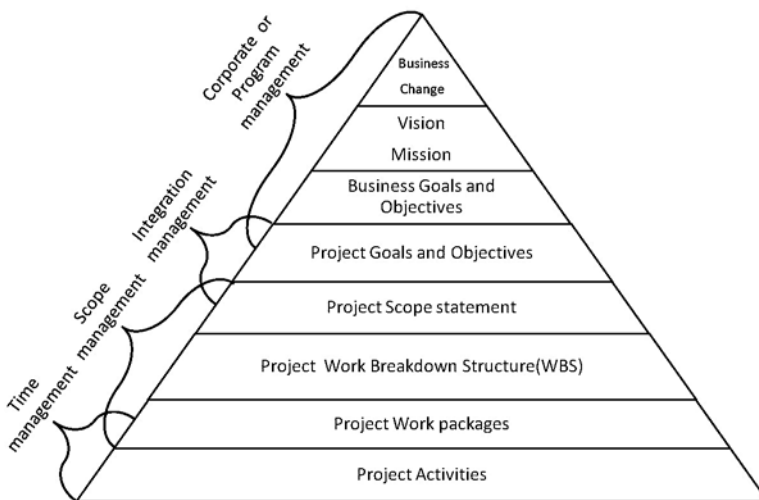 Corporate or
Program
management
Integration
management
Scope
management
Time
management
Business
Change
Vision
Mission
Business Goals and
Objectives
Project Goals and Objectives
Project Scope statement
Project  Work Breakdown Structure(WBS)
Project Work packages
Project Activities